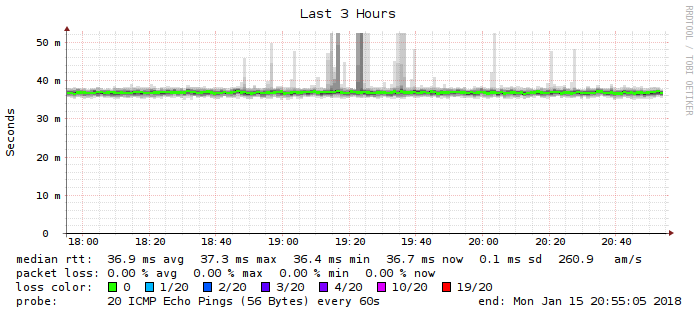 Last 3 Hours
RRDTOOL / TOBI OETIKER
Seconds
50 m
40 m
30 m
20 m
10 m
0
18:00 18:20 18:40 19:00 19:20 19:40 20:00 20:20 20:40
median rtt: 36.9 ms avg 37.3 ms max 36.4 ms min 36.7 ms now 0.1 ms sd 260.9 am/s
packet loss: 0.00 % avg 0.00 % max 0.00 % min 0.00 % now
loss color: 0 1/20 2/20 3/20 4/20 10/20 19/20
probe: 20 ICMP Echo Pings (56 Bytes) every 60s end: Mon Jan 15 20:55:05 2018